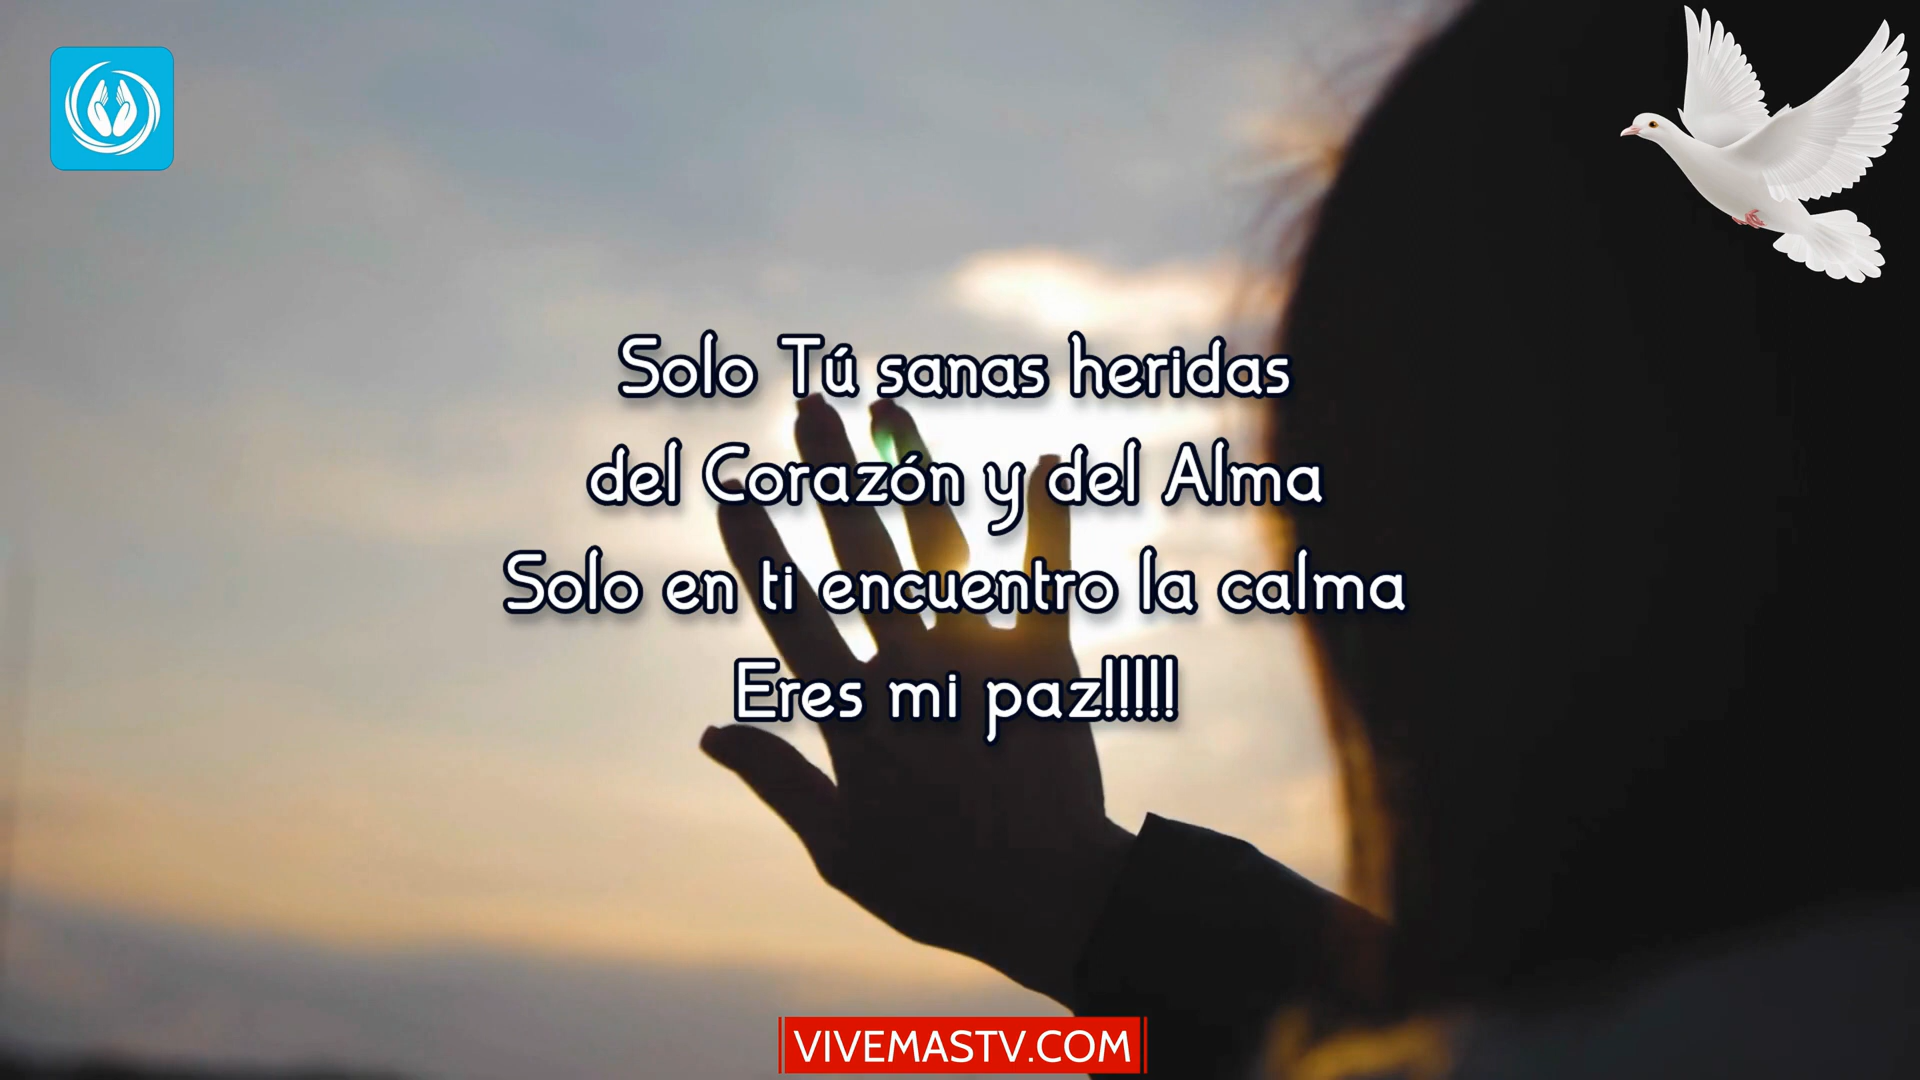 Solo Tú sanas heridas
del Corazón y del Alma
Solo en ti encuentro la calma
Eres mi paz!!!!!
VIVEMASTV.COM